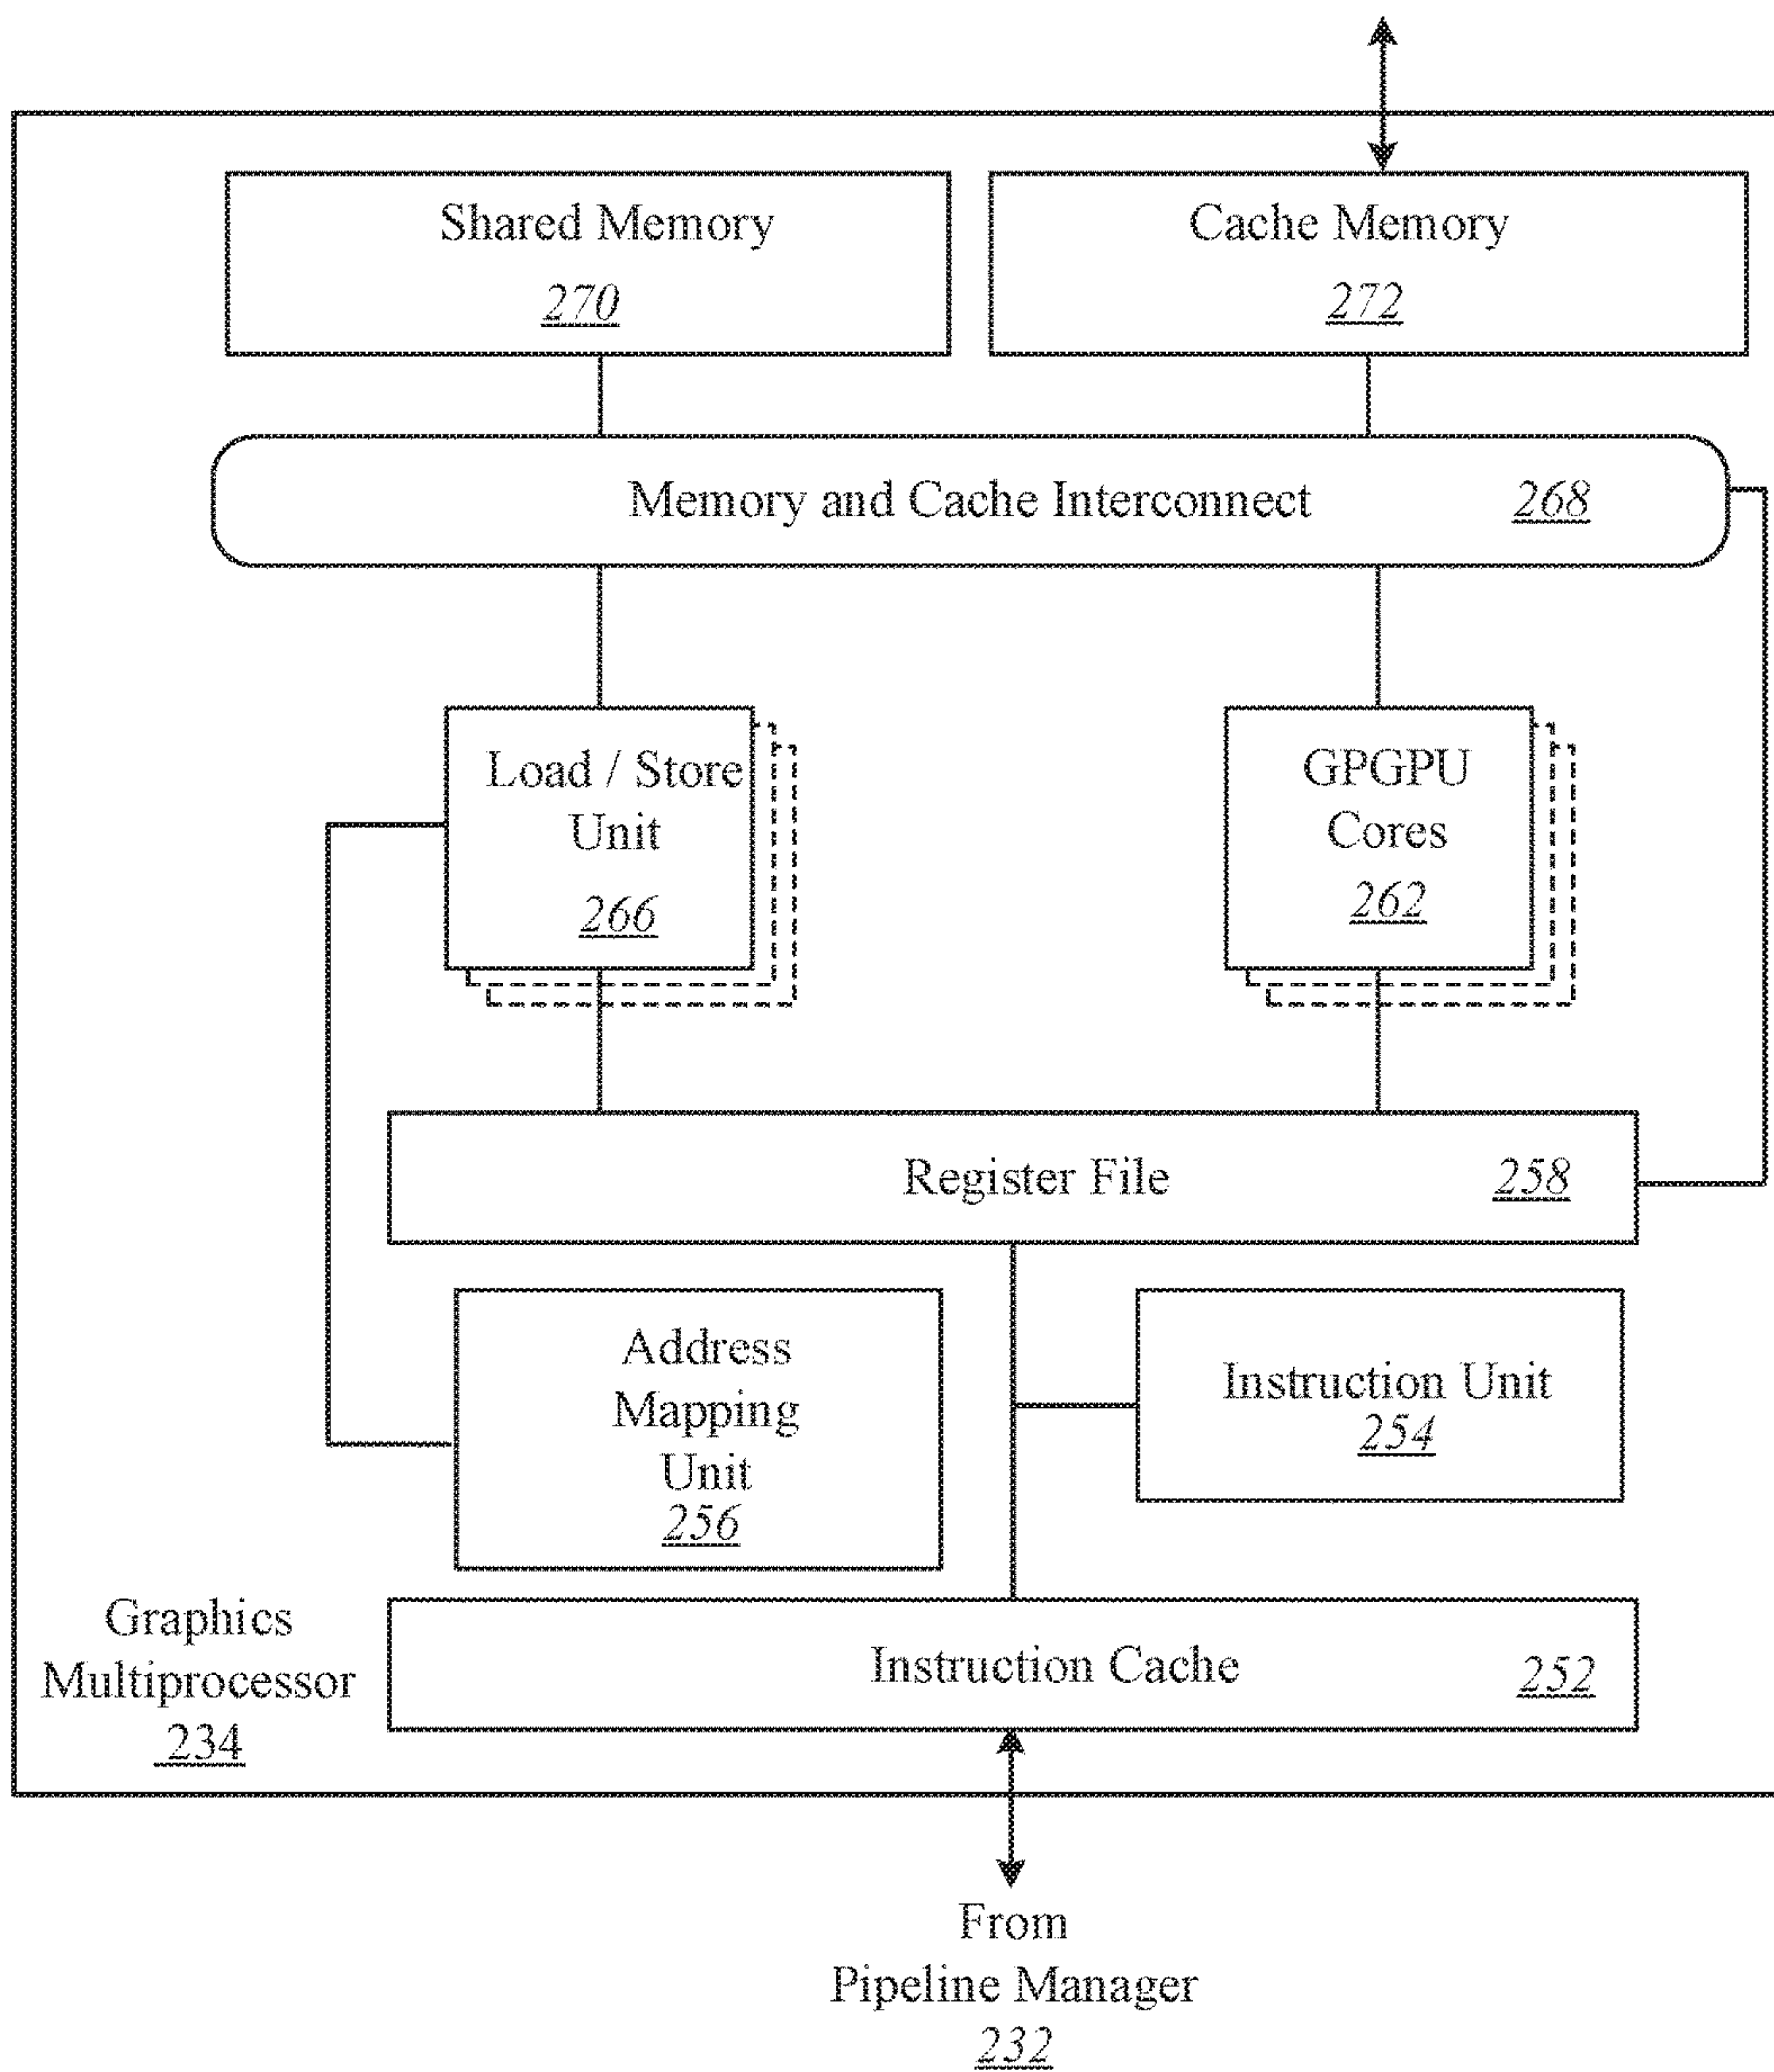 Shared Memory
270
Cache Memory
272
Memory and Cache Interconnect 268
Load / Store
Unit
266
GPGPU
Cores
262
Register File 258
Address
Mapping
Unit
256
Instruction Unit
254
Graphics
Multiprocessor
234
Instruction Cache 252
From
Pipeline Manager
232